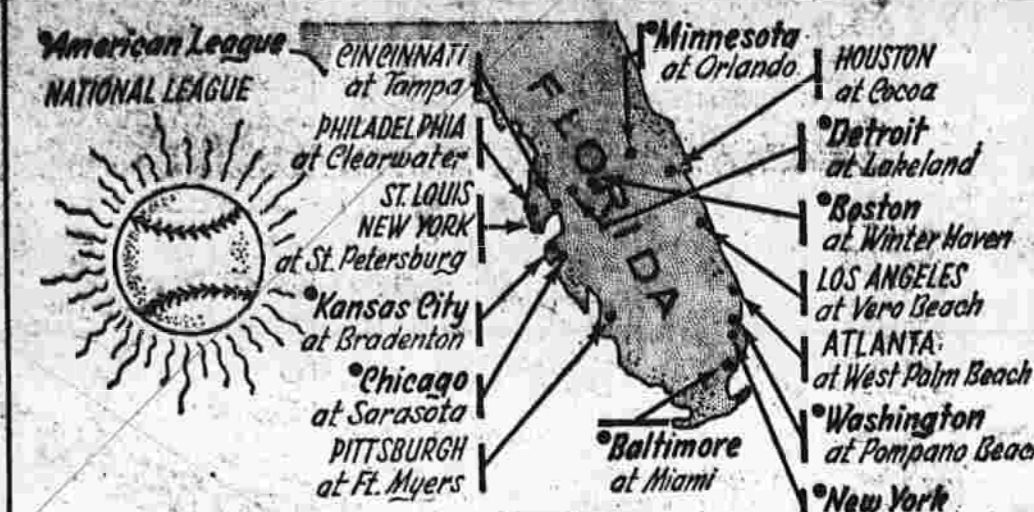 •American League
NATIONAL LEAGUE
CINCINNATI
at Tampa
PHILADELPHIA
at Clearwater
ST. LOUIS
NEW YORK
at St. Petersburg
•Kansas City
at Bradenton
•Chicago
at Sarasota
PITTSBURGH
at Ft. Myers
FLORIDA
•Baltimore
at Miami
•Minnesota
at Orlando
HOUSTON
at Cocoa
•Detroit
at Lakeland
•Boston
at Winter Haven
LOS ANGELES
at Vero Beach
ATLANTA
at West Palm Beach
•Washington
at Pompano Beac
•New York